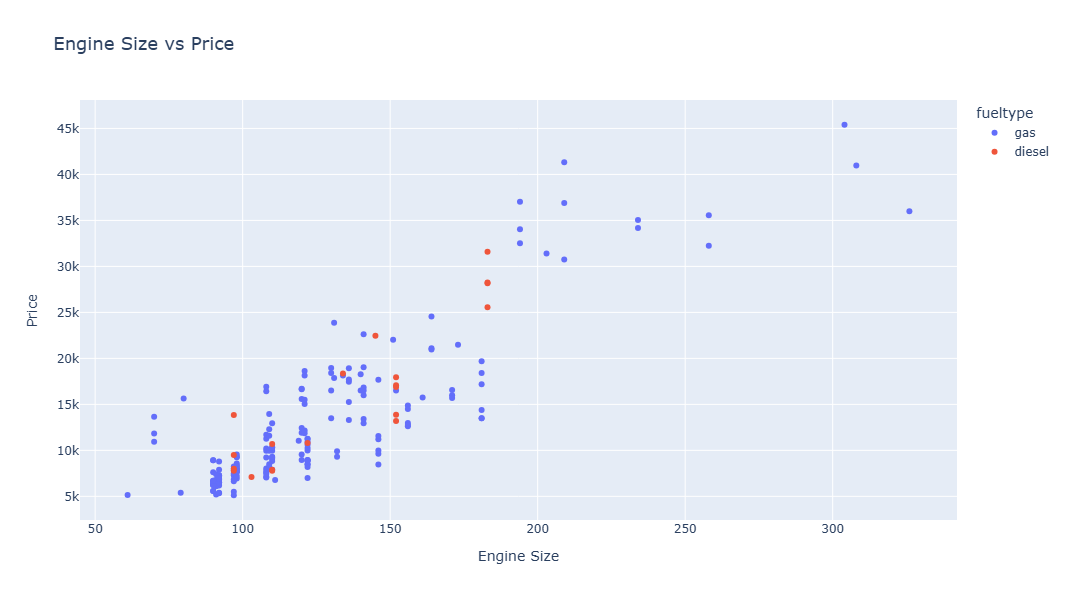 Engine Size vs Price
fueltype
gas
diesel
45k
40k
35k
30k
25k
20k
15k
10k
5k
Price
50
100
150
200
250
300
Engine Size